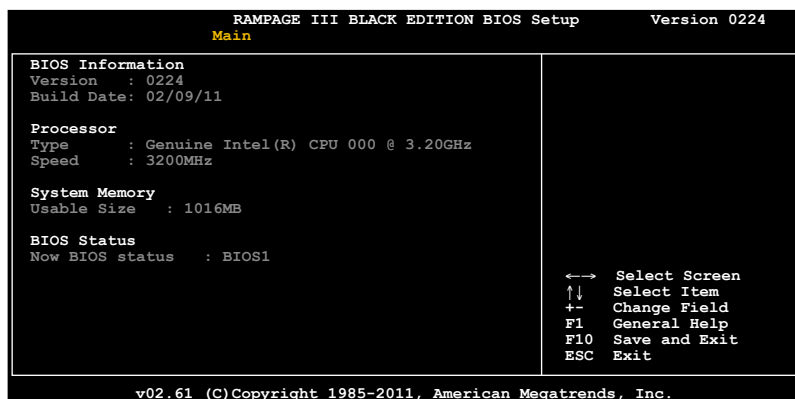 RAMPAGE III BLACK EDITION BIOS Setup Version 0224
Main
BIOS Information
Version : 0224
Build Date: 02/09/11
Processor
Type : Genuine Intel(R) CPU 000 @ 3.20GHz
Speed : 3200MHz
System Memory
Usable Size : 1016MB
BIOS Status
Now BIOS status : BIOS1
←→ Select Screen
↑↓ Select Item
+- Change Field
F1 General Help
F10 Save and Exit
ESC Exit
v02.61 (C)Copyright 1985-2011, American Megatrends, Inc.